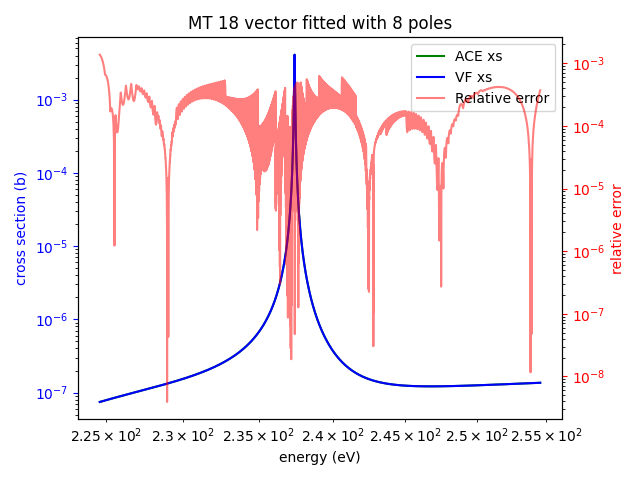 MT 18 vector fitted with 8 poles
ACE xs
VF xs
Relative error
cross section (b)
10⁻³
10⁻⁴
10⁻⁵
10⁻⁶
10⁻⁷
relative error
10⁻³
10⁻⁴
10⁻⁵
10⁻⁶
10⁻⁷
10⁻⁸
2.25×10² 2.3×10² 2.35×10² 2.4×10² 2.45×10² 2.5×10² 2.55×10²
energy (eV)